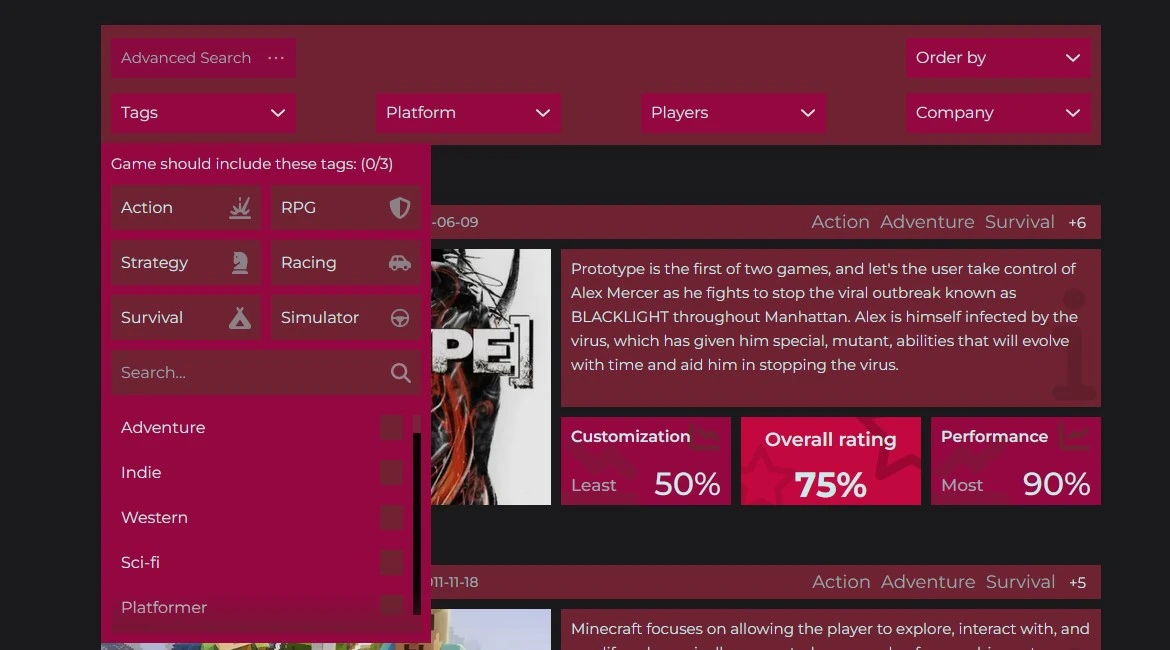 Advanced Search ...
Order by
Tags
Platform
Players
Company
Game should include these tags: (0/3)
Action
RPG
Strategy
Racing
Survival
Simulator
Search...
Adventure
Indie
Western
Sci-fi
Platformer
-06-09
Action Adventure Survival +6
PE]
Prototype is the first of two games, and let's the user take control of
Alex Mercer as he fights to stop the viral outbreak known as
BLACKLIGHT throughout Manhattan. Alex is himself infected by the
virus, which has given him special, mutant, abilities that will evolve
with time and aid him in stopping the virus.
Customization
Least 50%
Overall rating
75%
Performance
Most 90%
011-11-18
Action Adventure Survival +5
Minecraft focuses on allowing the player to explore, interact with, and